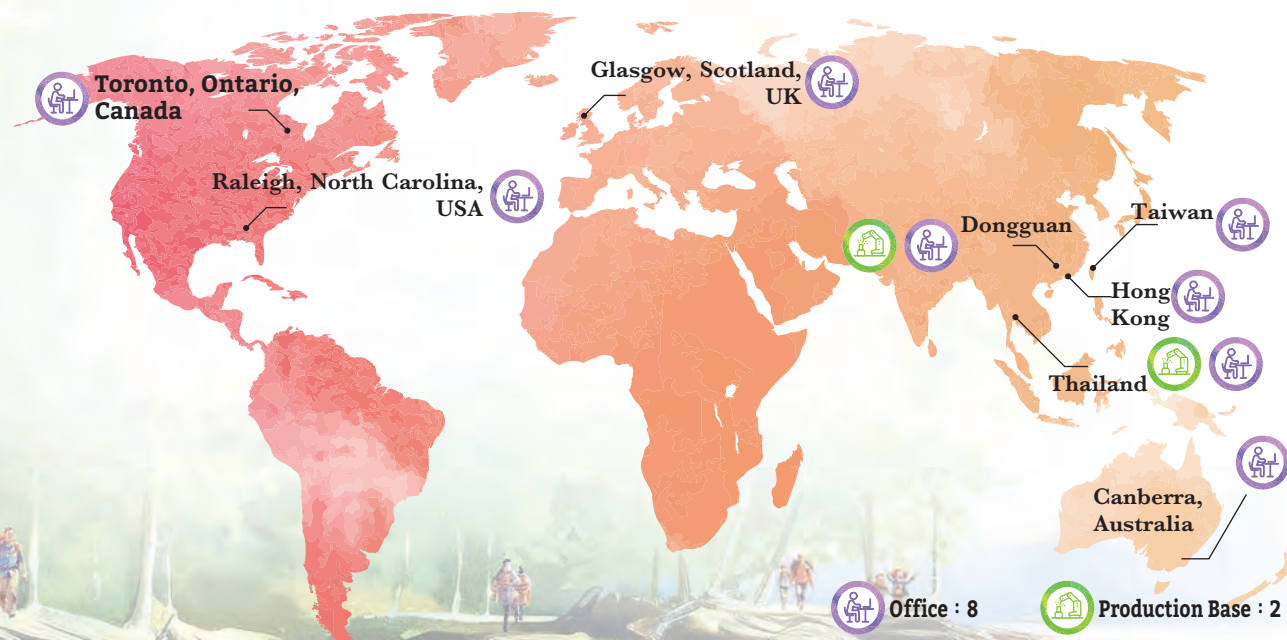 Toronto, Ontario,
Canada
Glasgow, Scotland,
UK
Raleigh, North Carolina,
USA
Dongguan
Taiwan
Hong
Kong
Thailand
Canberra,
Australia
Office : 8
Production Base : 2